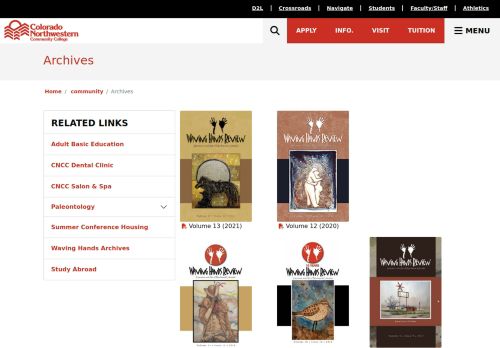 D2L | Crossroads | Navigate | Students | Faculty/Staff | Athletics
Colorado
Northwestern
Community College
APPLY INFO. VISIT TUITION MENU
Archives
Home / community / Archives
RELATED LINKS
Adult Basic Education
CNCC Dental Clinic
CNCC Salon & Spa
Paleontology
Summer Conference Housing
Waving Hands Archives
Study Abroad
Waving Hands Review
Waving Hands Review
Volume 13 (2021)
Volume 12 (2020)
Waving Hands Review
Waving Hands Review
Waving Hands Review